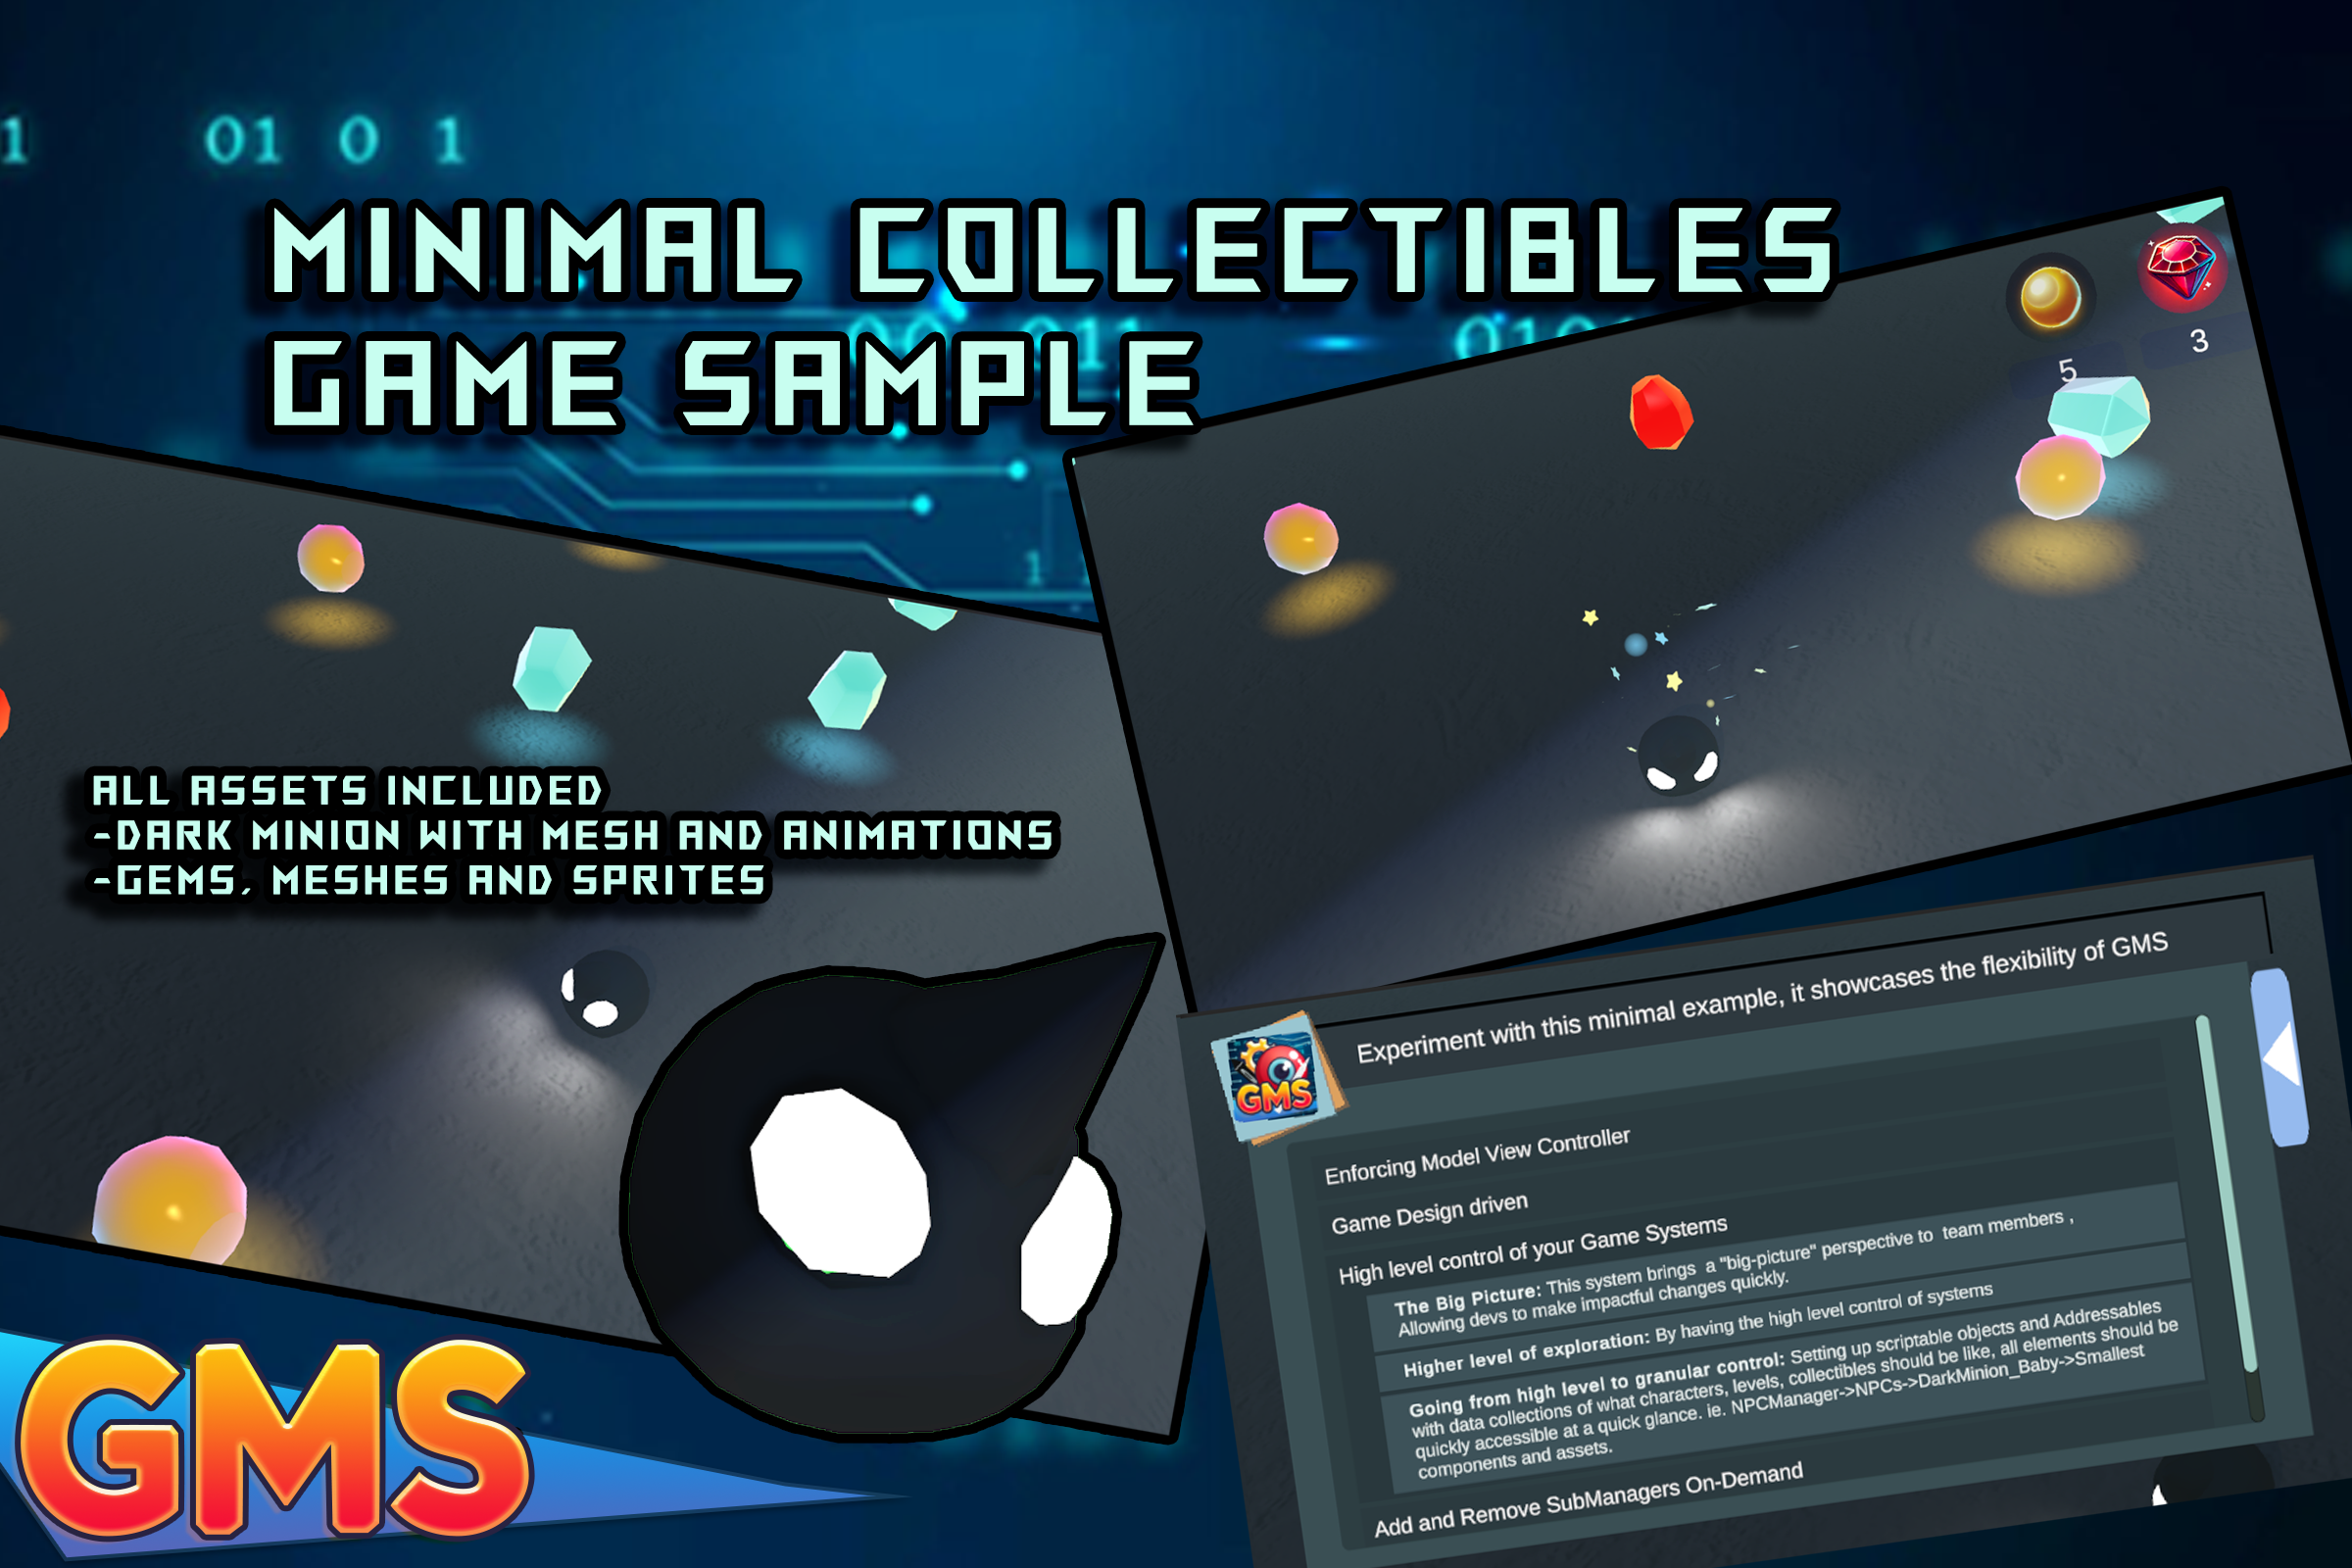 1 01 0 1
MINIMAL COLLECTIBLES
GAME SAMPLE
5
3
ALL ASSETS INCLUDED
-DARK MINION WITH MESH AND ANIMATIONS
-GEMS, MESHES AND SPRITES
Experiment with this minimal example, it showcases the flexibility of GMS
GMS
Enforcing Model View Controller
Game Design driven
High level control of your Game Systems
The Big Picture: This system brings a "big-picture" perspective to team members ,
Allowing devs to make impactful changes quickly.
Higher level of exploration: By having the high level control of systems
Going from high level to granular control: Setting up scriptable objects and Addressables
with data collections of what characters, levels, collectibles should be like, all elements should be
quickly accessible at a quick glance. ie. NPCManager->NPCs->DarkMinion_Baby->Smallest
components and assets.
Add and Remove SubManagers On-Demand
GMS